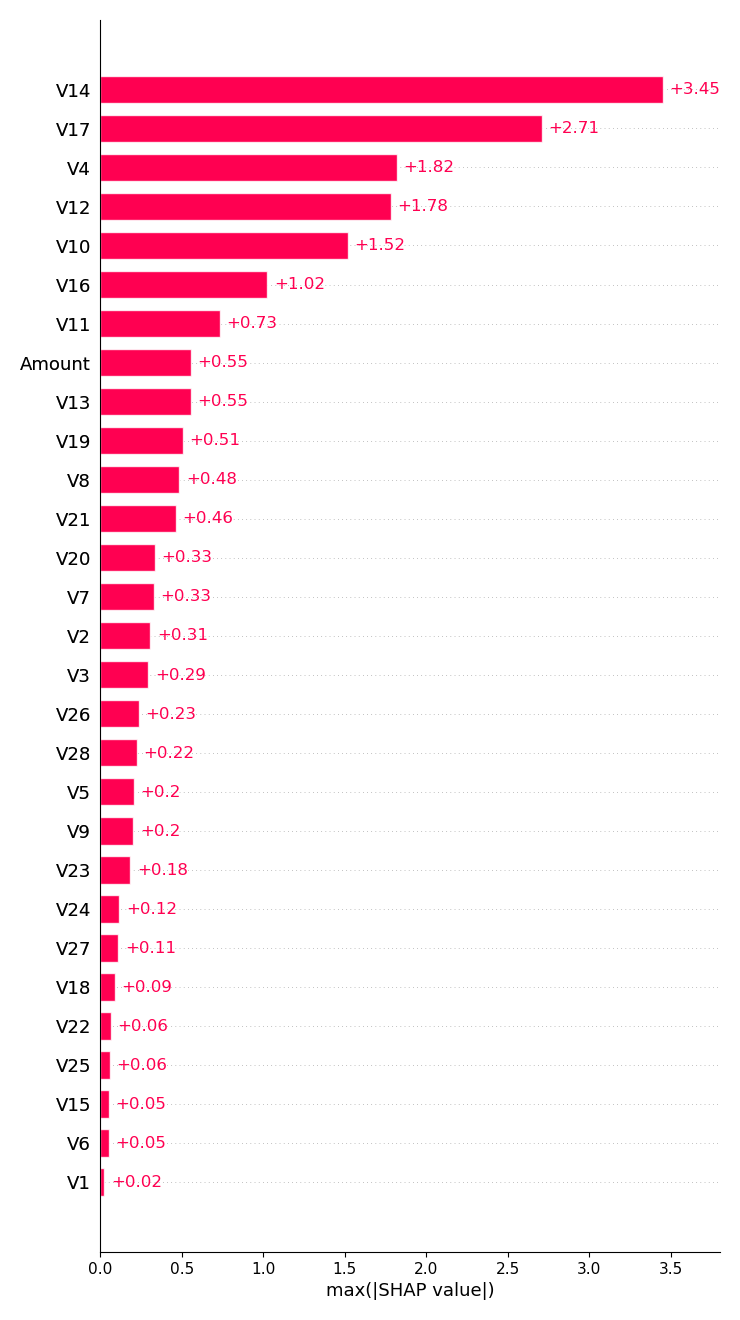 V14 +3.45
V17 +2.71
V4 +1.82
V12 +1.78
V10 +1.52
V16 +1.02
V11 +0.73
Amount +0.55
V13 +0.55
V19 +0.51
V8 +0.48
V21 +0.46
V20 +0.33
V7 +0.33
V2 +0.31
V3 +0.29
V26 +0.23
V28 +0.22
V5 +0.2
V9 +0.2
V23 +0.18
V24 +0.12
V27 +0.11
V18 +0.09
V22 +0.06
V25 +0.06
V15 +0.05
V6 +0.05
V1 +0.02
0.0 0.5 1.0 1.5 2.0 2.5 3.0 3.5
max(|SHAP value|)